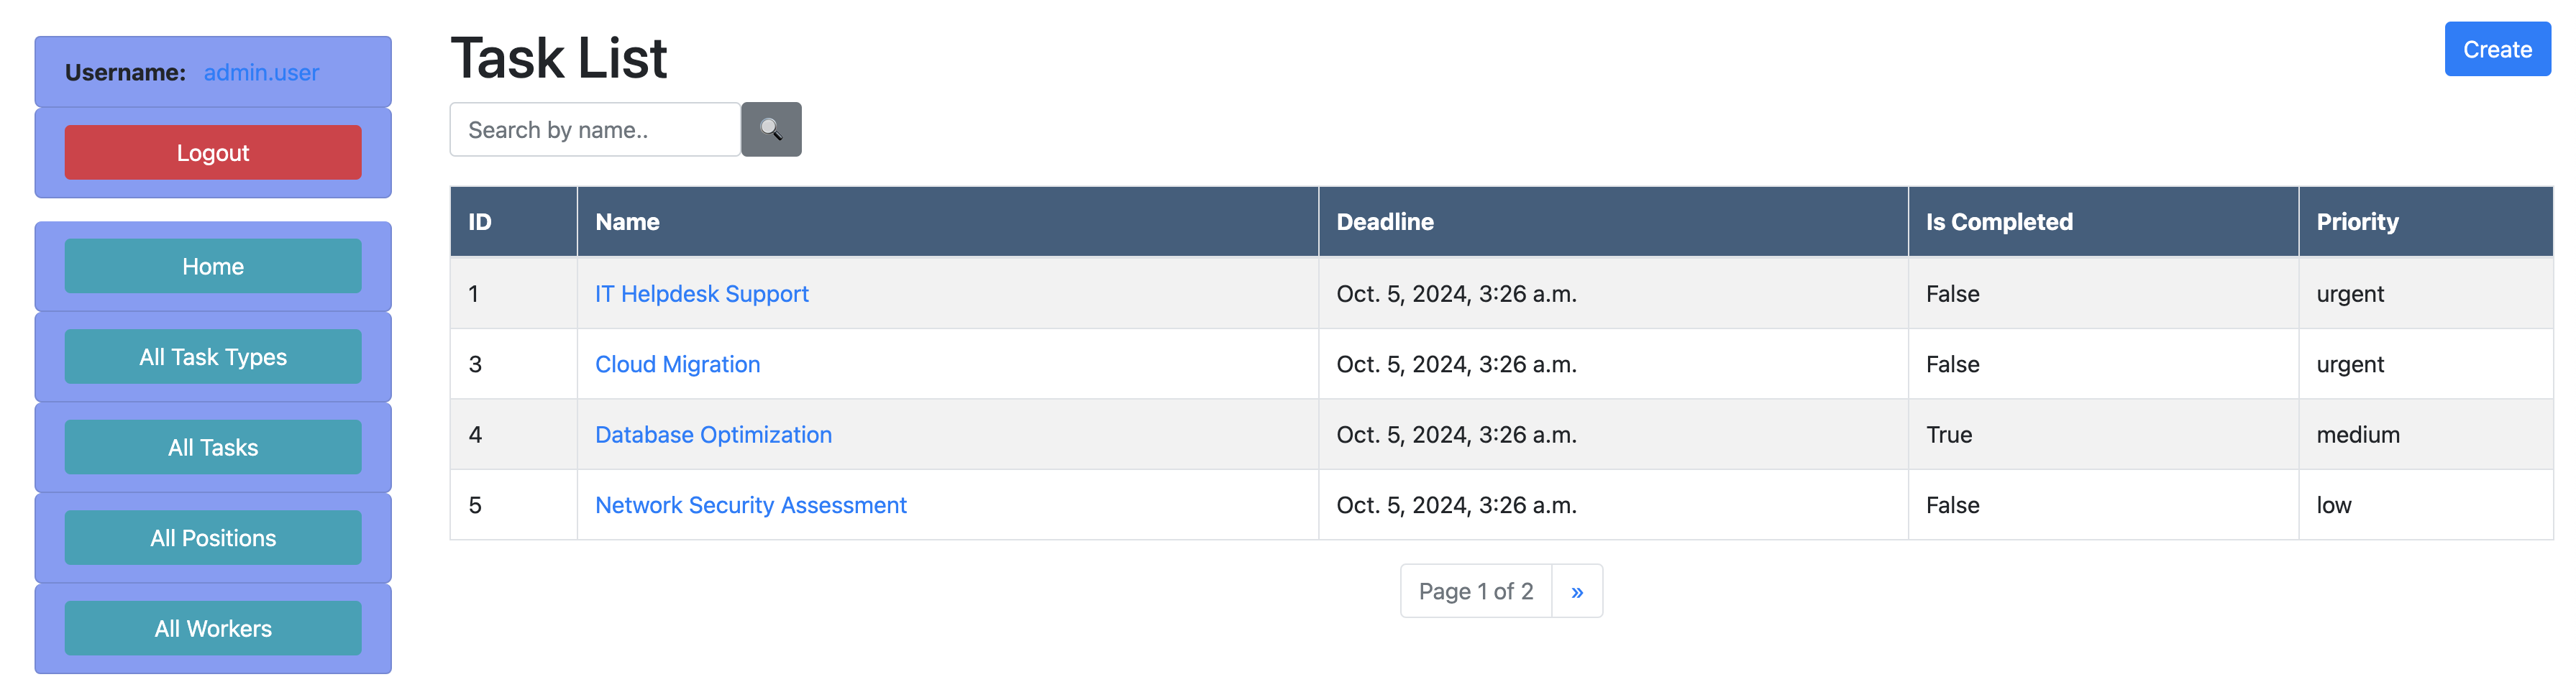 Username: admin.user
Logout
Home
All Task Types
All Tasks
All Positions
All Workers
Task List
Create
Search by name..
ID Name Deadline Is Completed Priority
1 IT Helpdesk Support Oct. 5, 2024, 3:26 a.m. False urgent
3 Cloud Migration Oct. 5, 2024, 3:26 a.m. False urgent
4 Database Optimization Oct. 5, 2024, 3:26 a.m. True medium
5 Network Security Assessment Oct. 5, 2024, 3:26 a.m. False low
Page 1 of 2 »